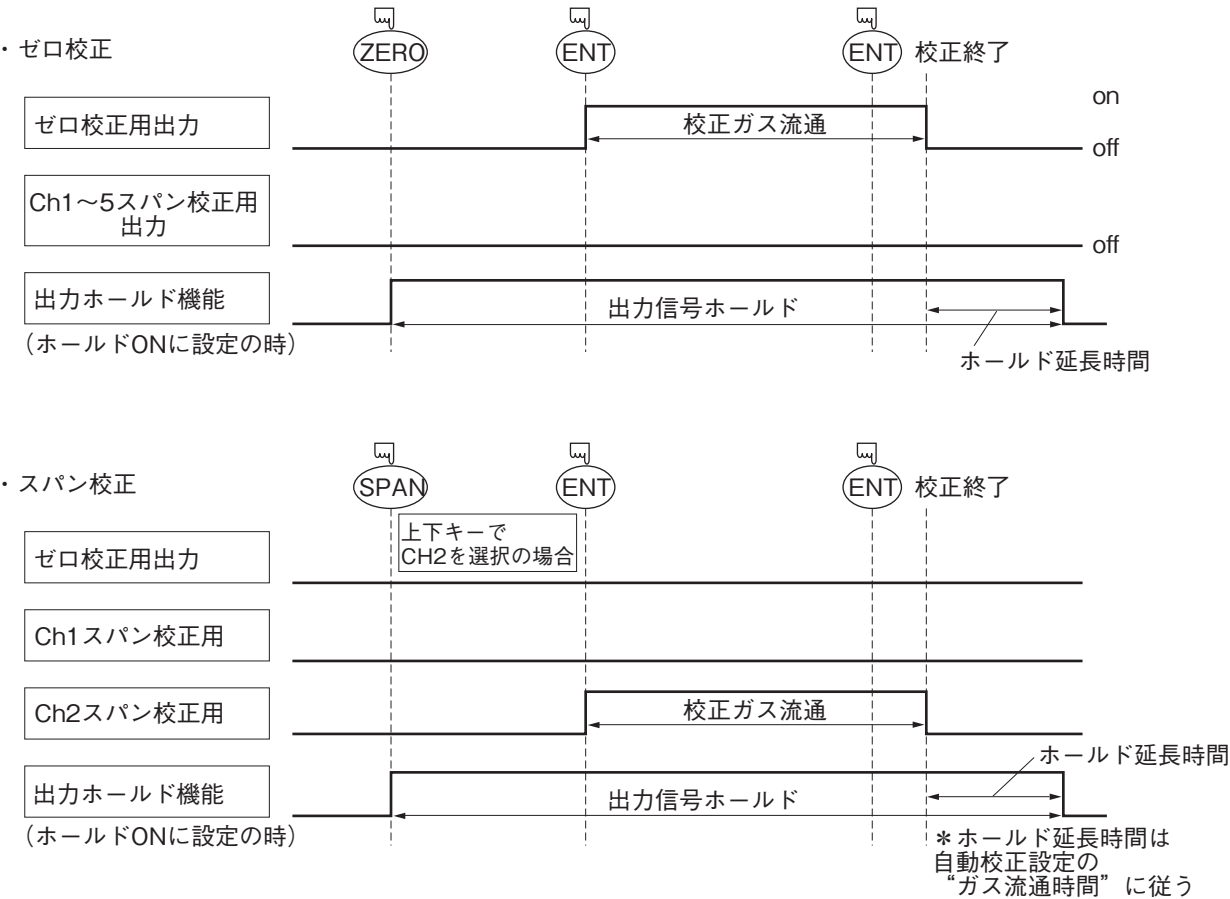 ・ゼロ校正
ZERO
ENT
ENT
校正終了
ゼロ校正用出力
校正ガス流通
on
off
Ch1～5スパン校正用
出力
off
出力ホールド機能
（ホールドONに設定の時）
出力信号ホールド
ホールド延長時間
・スパン校正
SPAN
ENT
ENT
校正終了
上下キーで
CH2を選択の場合
ゼロ校正用出力
Ch1スパン校正用
Ch2スパン校正用
校正ガス流通
ホールド延長時間
出力ホールド機能
（ホールドONに設定の時）
出力信号ホールド
＊ホールド延長時間は
自動校正設定の
“ガス流通時間”に従う